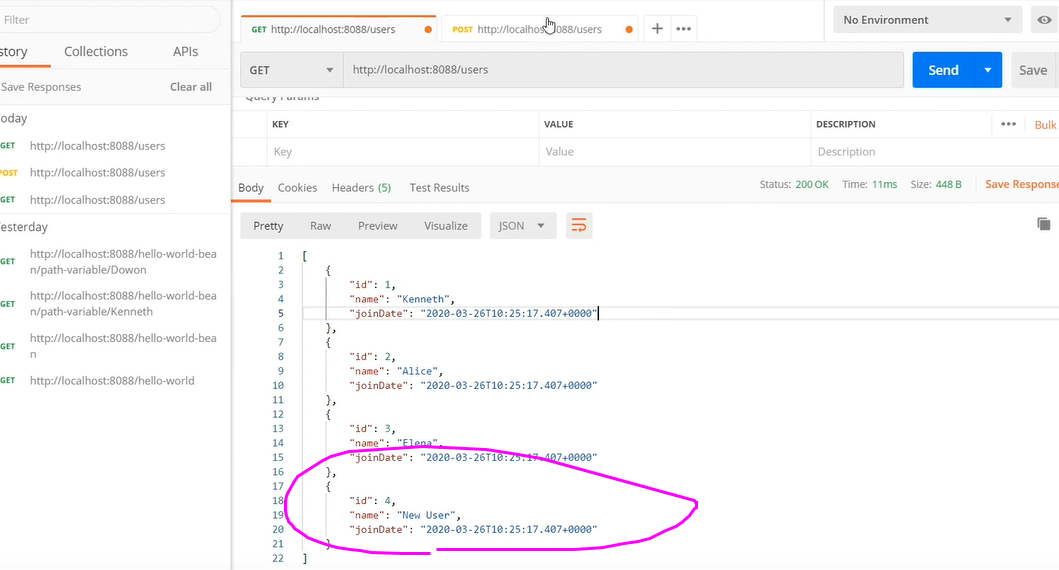 Filter
GET http://localhost:8088/users
POST http://localhost:8088/users
No Environment
story Collections APIs
GET http://localhost:8088/users Send Save
Save Responses Clear all
Query Params
KEY VALUE DESCRIPTION Bulk
Key Value Description
oday
GET http://localhost:8088/users
POST http://localhost:8088/users
GET http://localhost:8088/users
esterday
GET http://localhost:8088/hello-world-bea
n/path-variable/Dowon
GET http://localhost:8088/hello-world-bea
n/path-variable/Kenneth
GET http://localhost:8088/hello-world-bea
n
GET http://localhost:8088/hello-world
Body Cookies Headers (5) Test Results Status: 200 OK Time: 11ms Size: 448 B Save Response
Pretty Raw Preview Visualize JSON
1 [
2 {
3 "id": 1,
4 "name": "Kenneth",
5 "joinDate": "2020-03-26T10:25:17.407+0000"
6 },
7 {
8 "id": 2,
9 "name": "Alice",
10 "joinDate": "2020-03-26T10:25:17.407+0000"
11 },
12 {
13 "id": 3,
14 "name": "Elena",
15 "joinDate": "2020-03-26T10:25:17.407+0000"
16 },
17 {
18 "id": 4,
19 "name": "New User",
20 "joinDate": "2020-03-26T10:25:17.407+0000"
21 }
22 ]